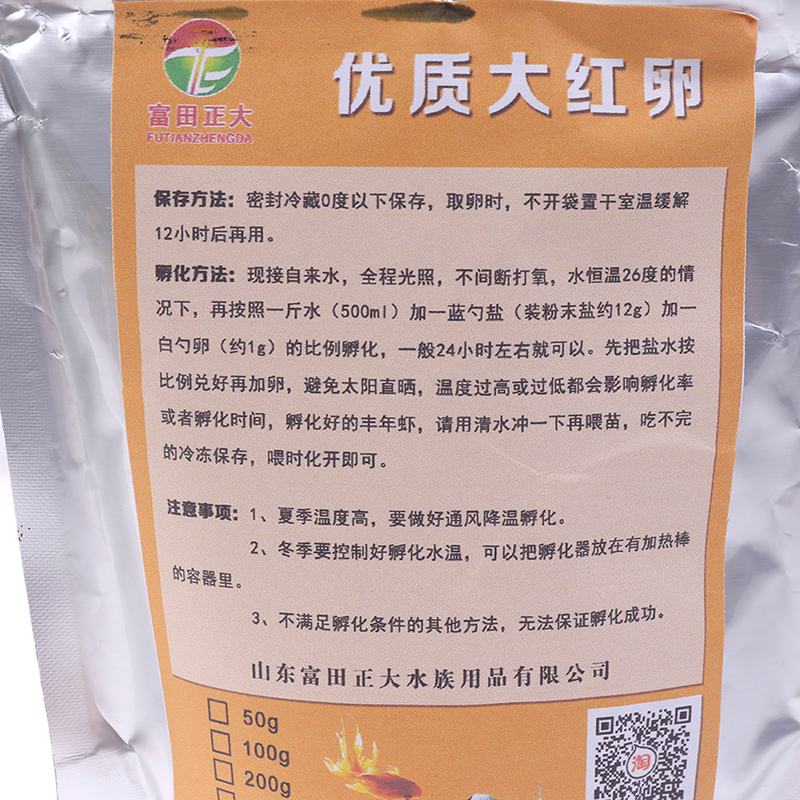 优质大红卵
富田正大
FUTIANZHENGDA
保存方法：密封冷藏0度以下保存，取卵时，不开袋置干室温缓解
12小时后再用。
孵化方法：现接自来水，全程光照，不间断打氧，水恒温26度的情
况下，再按照一斤水（500ml）加一蓝勺盐（装粉末盐约12g）加一
白勺卵（约1g）的比例孵化，一般24小时左右就可以。先把盐水按
比例兑好再加卵，避免太阳直晒，温度过高或过低都会影响孵化率
或者孵化时间，孵化好的丰年虾，请用清水冲一下再喂苗，吃不完
的冷冻保存，喂时化开即可。
注意事项：1、夏季温度高，要做好通风降温孵化。
2、冬季要控制好孵化水温，可以把孵化器放在有加热棒
的容器里。
3、不满足孵化条件的其他方法，无法保证孵化成功。
山东富田正大水族用品有限公司
50g
100g
200g
淘